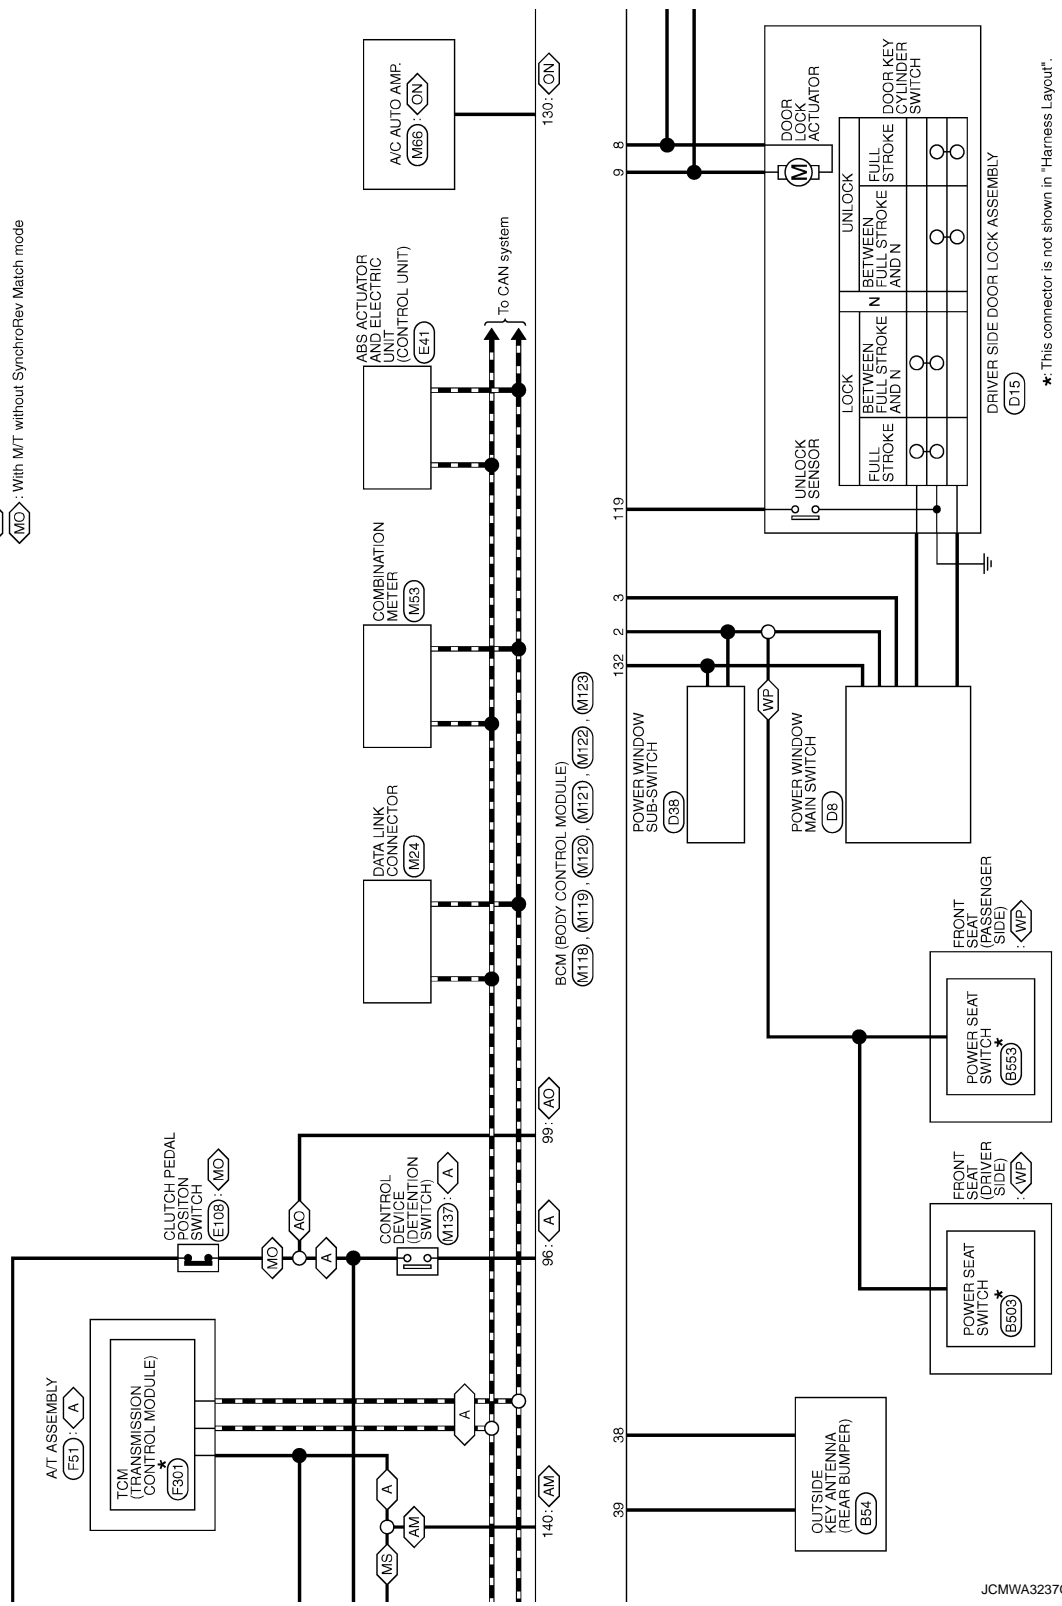 MO : With M/T without SynchroRev Match mode
A/C AUTO AMP.
M66 : ON
130: ON
ABS ACTUATOR
AND ELECTRIC
UNIT
(CONTROL UNIT)
E41
To CAN system
COMBINATION
METER
M53
DATA LINK
CONNECTOR
M24
CLUTCH PEDAL
POSITON
SWITCH
E108 : MO
MO
AO
A
CONTROL
DEVICE
(DETENTION
SWITCH)
M137 : A
99: AO
96: A
A/T ASSEMBLY
F51 : A
TCM
(TRANSMISSION
CONTROL MODULE)
★
F301
A
A
AM
MS
140: AM
BCM (BODY CONTROL MODULE)
M118 , M119 , M120 , M121 , M122 , M123
39
38
132
2
3
119
9
8
OUTSIDE
KEY ANTENNA
(REAR BUMPER)
B54
POWER WINDOW
SUB-SWITCH
D38
WP
POWER WINDOW
MAIN SWITCH
D8
FRONT
SEAT
(DRIVER
SIDE)
: WP
POWER SEAT
SWITCH
★
B503
FRONT
SEAT
(PASSENGER
SIDE)
: WP
POWER SEAT
SWITCH
★
B553
DOOR
LOCK
ACTUATOR
M
UNLOCK
SENSOR
LOCK
N
UNLOCK
FULL
STROKE
BETWEEN
FULL STROKE
AND N
BETWEEN
FULL STROKE
AND N
FULL
STROKE
DOOR KEY
CYLINDER
SWITCH
DRIVER SIDE DOOR LOCK ASSEMBLY
D15
★: This connector is not shown in "Harness Layout".